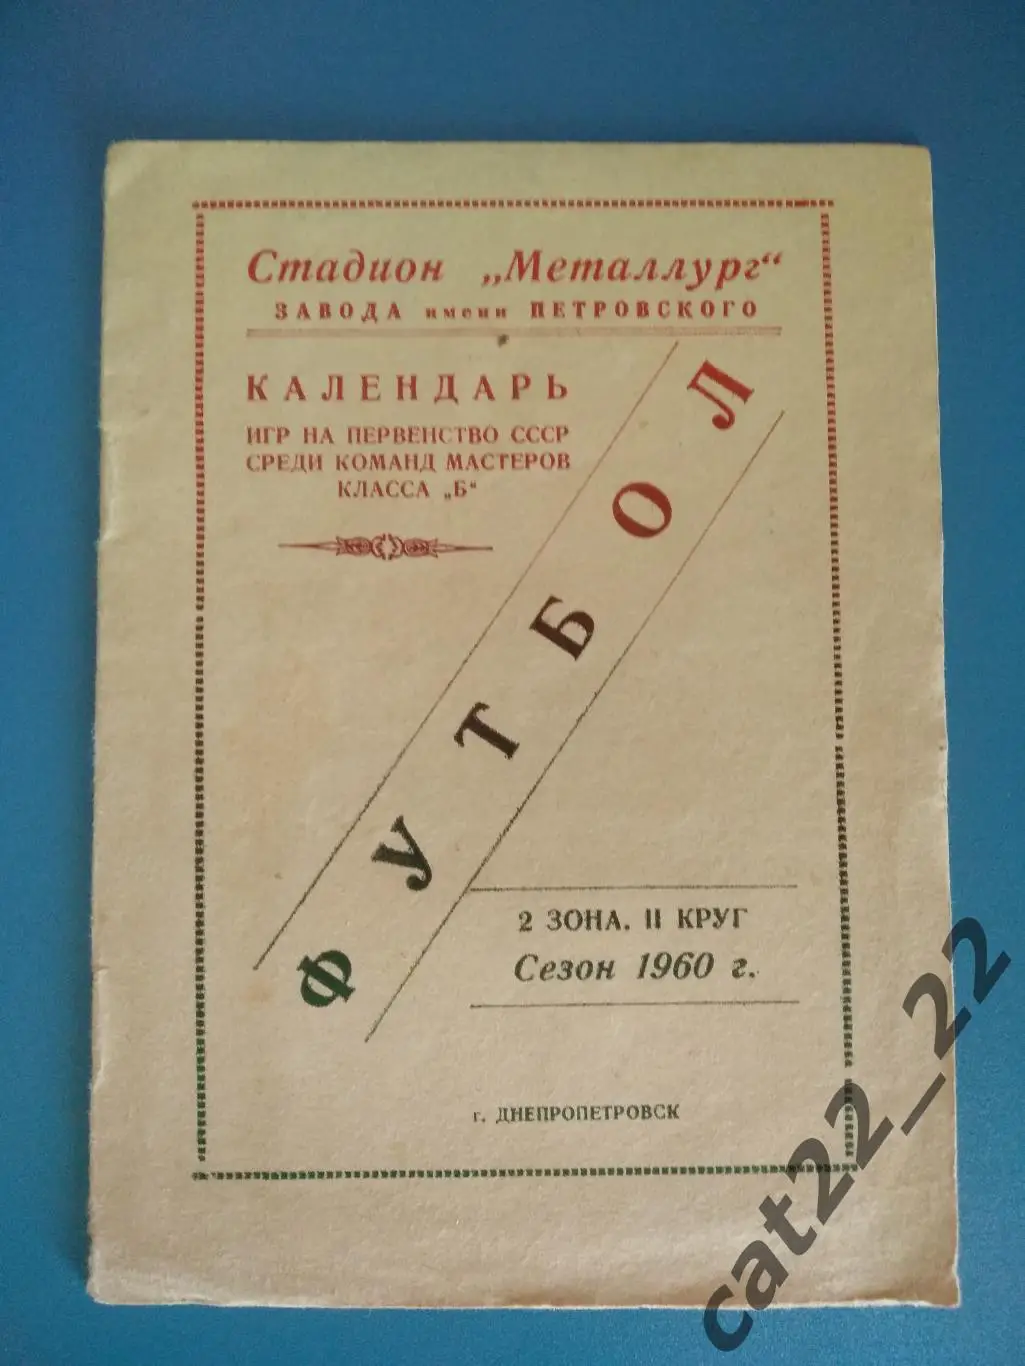 Стадион „Металлург“
ЗАВОДА имени ПЕТРОВСКОГО
КАЛЕНДАРЬ
ИГР НА ПЕРВЕНСТВО СССР
СРЕДИ КОМАНД МАСТЕРОВ
КЛАССА „Б“
ФУТБОЛ
2 ЗОНА. II КРУГ
Сезон 1960 г.
г. ДНЕПРОПЕТРОВСК
cat22_22